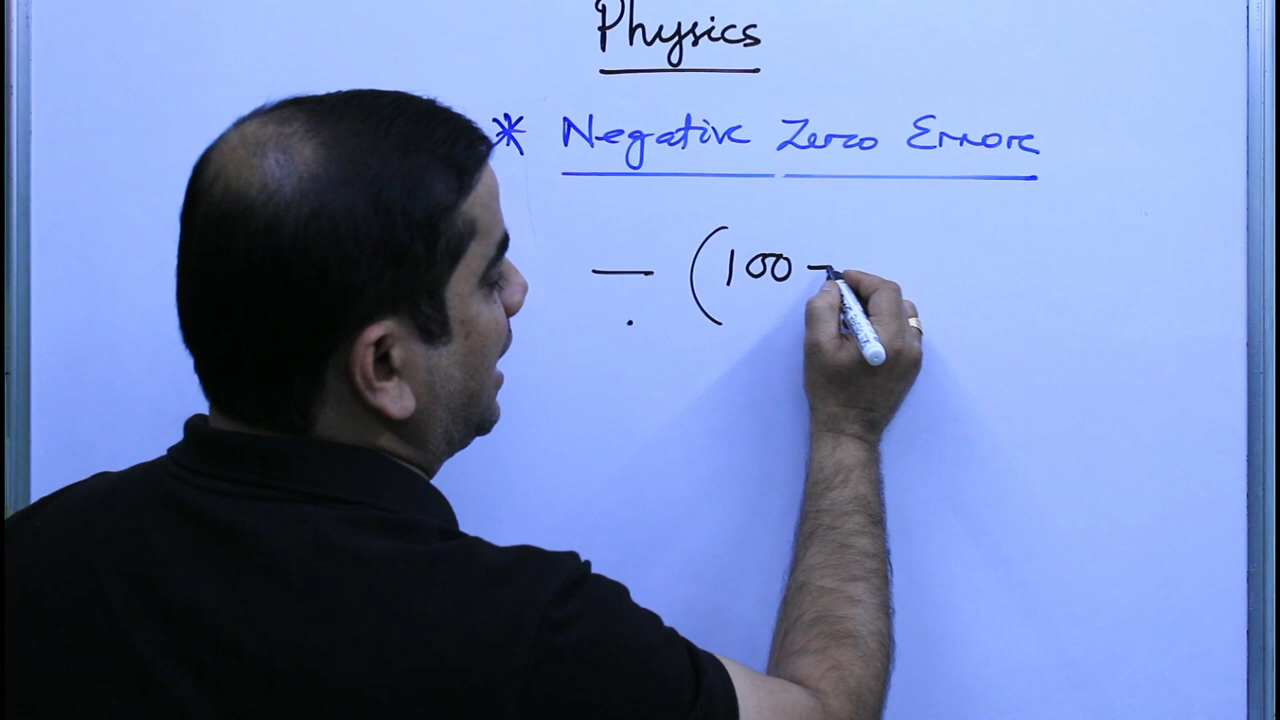 Physics
* Negative Zero Error
— (100 -